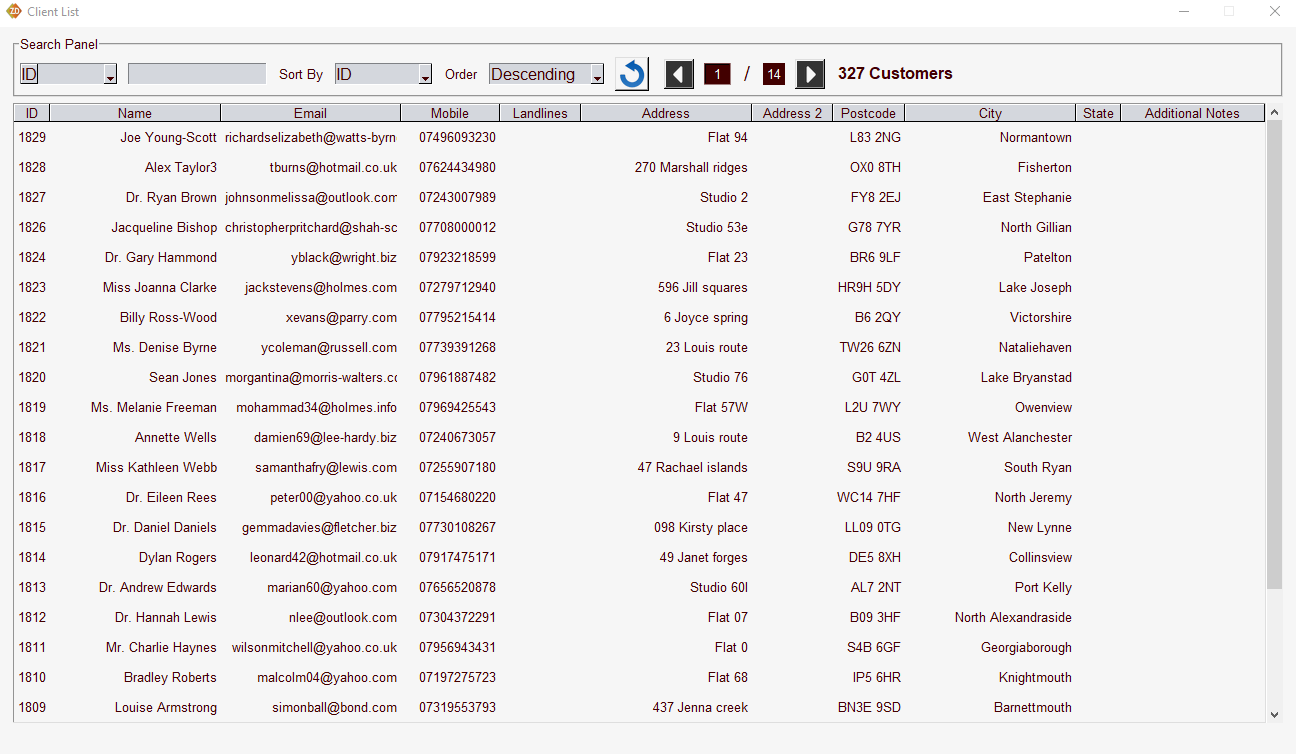 Client List
Search Panel
ID Sort By ID Order Descending 1 / 14 327 Customers
ID Name Email Mobile Landlines Address Address 2 Postcode City State Additional Notes
1829 Joe Young-Scott richardselizabeth@watts-byrn 07496093230 Flat 94 L83 2NG Normantown
1828 Alex Taylor3 tburns@hotmail.co.uk 07624434980 270 Marshall ridges OX0 8TH Fisherton
1827 Dr. Ryan Brown johnsonmelissa@outlook.com 07243007989 Studio 2 FY8 2EJ East Stephanie
1826 Jacqueline Bishop christopherpritchard@shah-sc 07708000012 Studio 53e G78 7YR North Gillian
1824 Dr. Gary Hammond yblack@wright.biz 07923218599 Flat 23 BR6 9LF Patelton
1823 Miss Joanna Clarke jackstevens@holmes.com 07279712940 596 Jill squares HR9H 5DY Lake Joseph
1822 Billy Ross-Wood xevans@parry.com 07795215414 6 Joyce spring B6 2QY Victorshire
1821 Ms. Denise Byrne ycoleman@russell.com 07739391268 23 Louis route TW26 6ZN Nataliehaven
1820 Sean Jones morgantina@morris-walters.cc 07961887482 Studio 76 G0T 4ZL Lake Bryanstad
1819 Ms. Melanie Freeman mohammad34@holmes.info 07969425543 Flat 57W L2U 7WY Owenview
1818 Annette Wells damien69@lee-hardy.biz 07240673057 9 Louis route B2 4US West Alanchester
1817 Miss Kathleen Webb samanthafry@lewis.com 07255907180 47 Rachael islands S9U 9RA South Ryan
1816 Dr. Eileen Rees peter00@yahoo.co.uk 07154680220 Flat 47 WC14 7HF North Jeremy
1815 Dr. Daniel Daniels gemmadavies@fletcher.biz 07730108267 098 Kirsty place LL09 0TG New Lynne
1814 Dylan Rogers leonard42@hotmail.co.uk 07917475171 49 Janet forges DE5 8XH Collinsview
1813 Dr. Andrew Edwards marian60@yahoo.com 07656520878 Studio 60l AL7 2NT Port Kelly
1812 Dr. Hannah Lewis nlee@outlook.com 07304372291 Flat 07 B09 3HF North Alexandraside
1811 Mr. Charlie Haynes wilsonmitchell@yahoo.co.uk 07956943431 Flat 0 S4B 6GF Georgiaborough
1810 Bradley Roberts malcolm04@yahoo.com 07197275723 Flat 68 IP5 6HR Knightmouth
1809 Louise Armstrong simonball@bond.com 07319553793 437 Jenna creek BN3E 9SD Barnettmouth